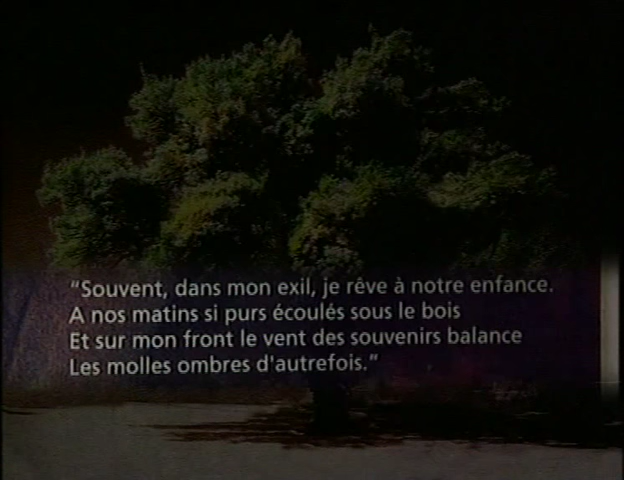 “Souvent, dans mon exil, je rêve à notre enfance.
A nos matins si purs écoulés sous le bois
Et sur mon front le vent des souvenirs balance
Les molles ombres d'autrefois.”